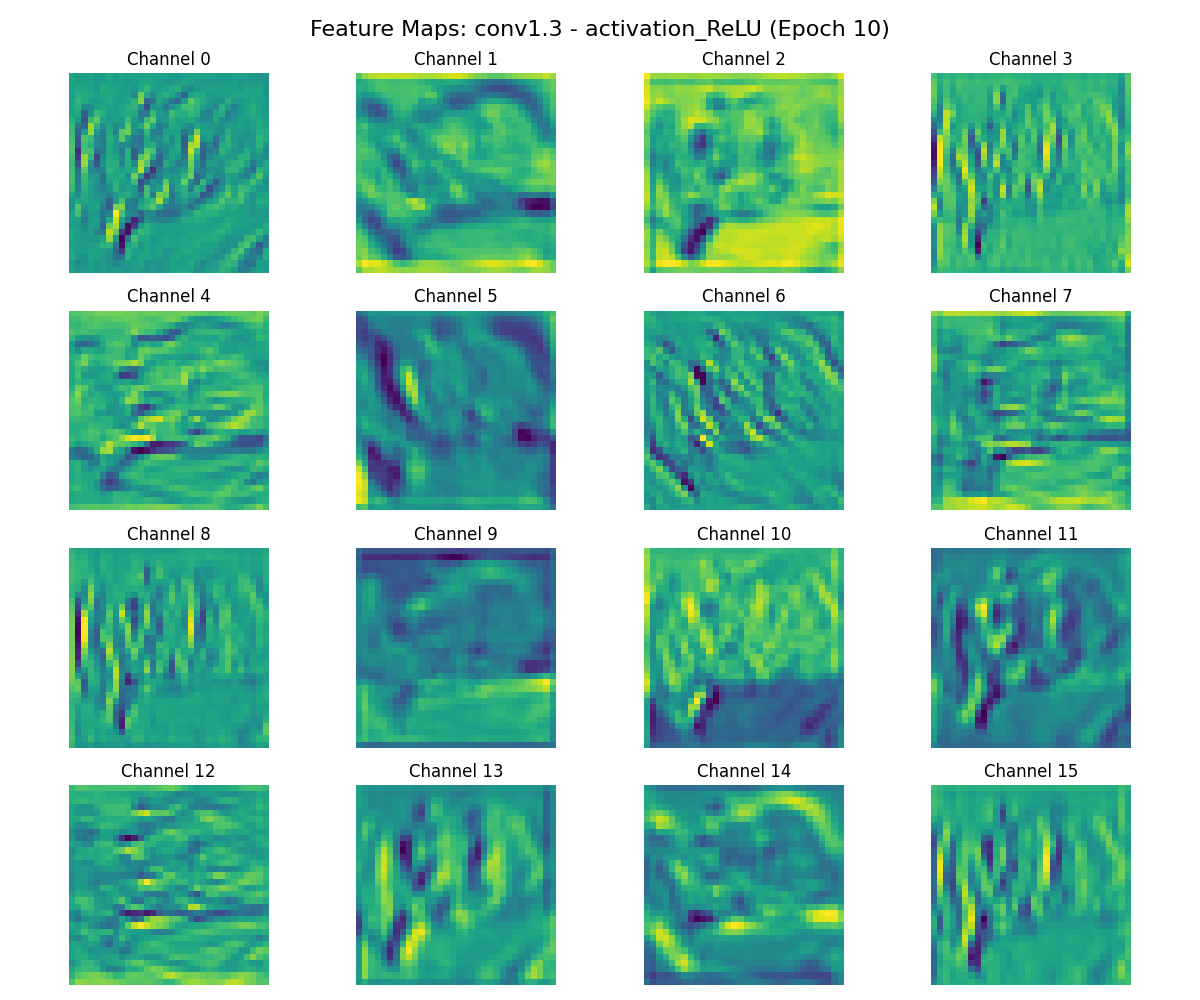 Feature Maps: conv1.3 - activation_ReLU (Epoch 10)
Channel 0
Channel 1
Channel 2
Channel 3
Channel 4
Channel 5
Channel 6
Channel 7
Channel 8
Channel 9
Channel 10
Channel 11
Channel 12
Channel 13
Channel 14
Channel 15